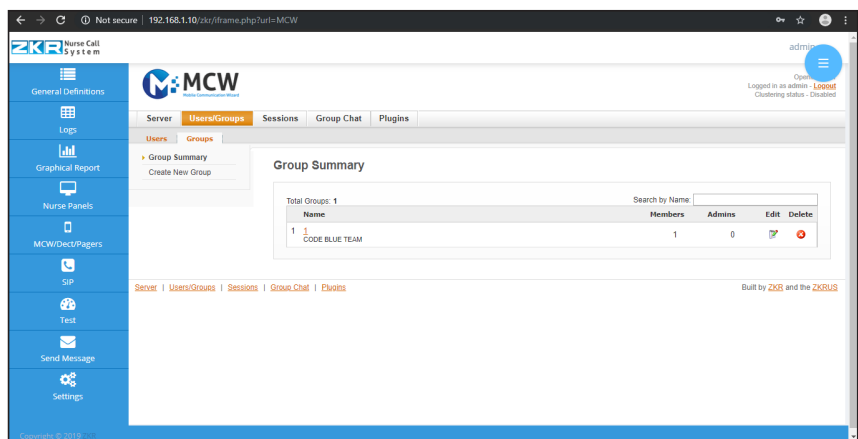 Not secure | 192.168.1.10/zkr/iframe.php?url=MCW
ZKR Nurse Call System
admin
General Definitions
Logs
Graphical Report
Nurse Panels
MCW/Dect/Pagers
SIP
Test
Send Message
Settings
Copyright © 2019
MCW
Mobile Communication Wizard
Logged in as admin - Logout
Clustering status - Disabled
Server Users/Groups Sessions Group Chat Plugins
Users Groups
Group Summary
Create New Group
Group Summary
Total Groups: 1 Search by Name:
Name Members Admins Edit Delete
1 1 1 0
CODE BLUE TEAM
Server | Users/Groups | Sessions | Group Chat | Plugins
Built by ZKR and the ZKRUS